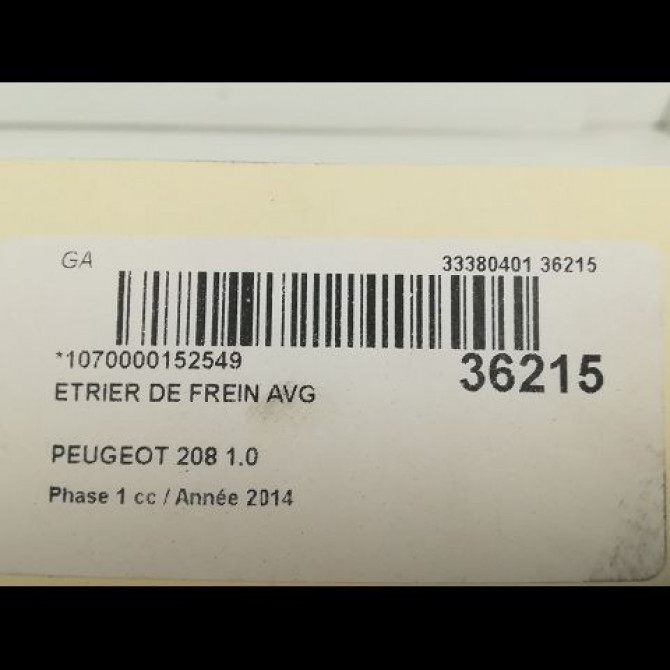 GA
33380401 36215
*1070000152549
36215
ETRIER DE FREIN AVG
PEUGEOT 208 1.0
Phase 1 cc / Année 2014